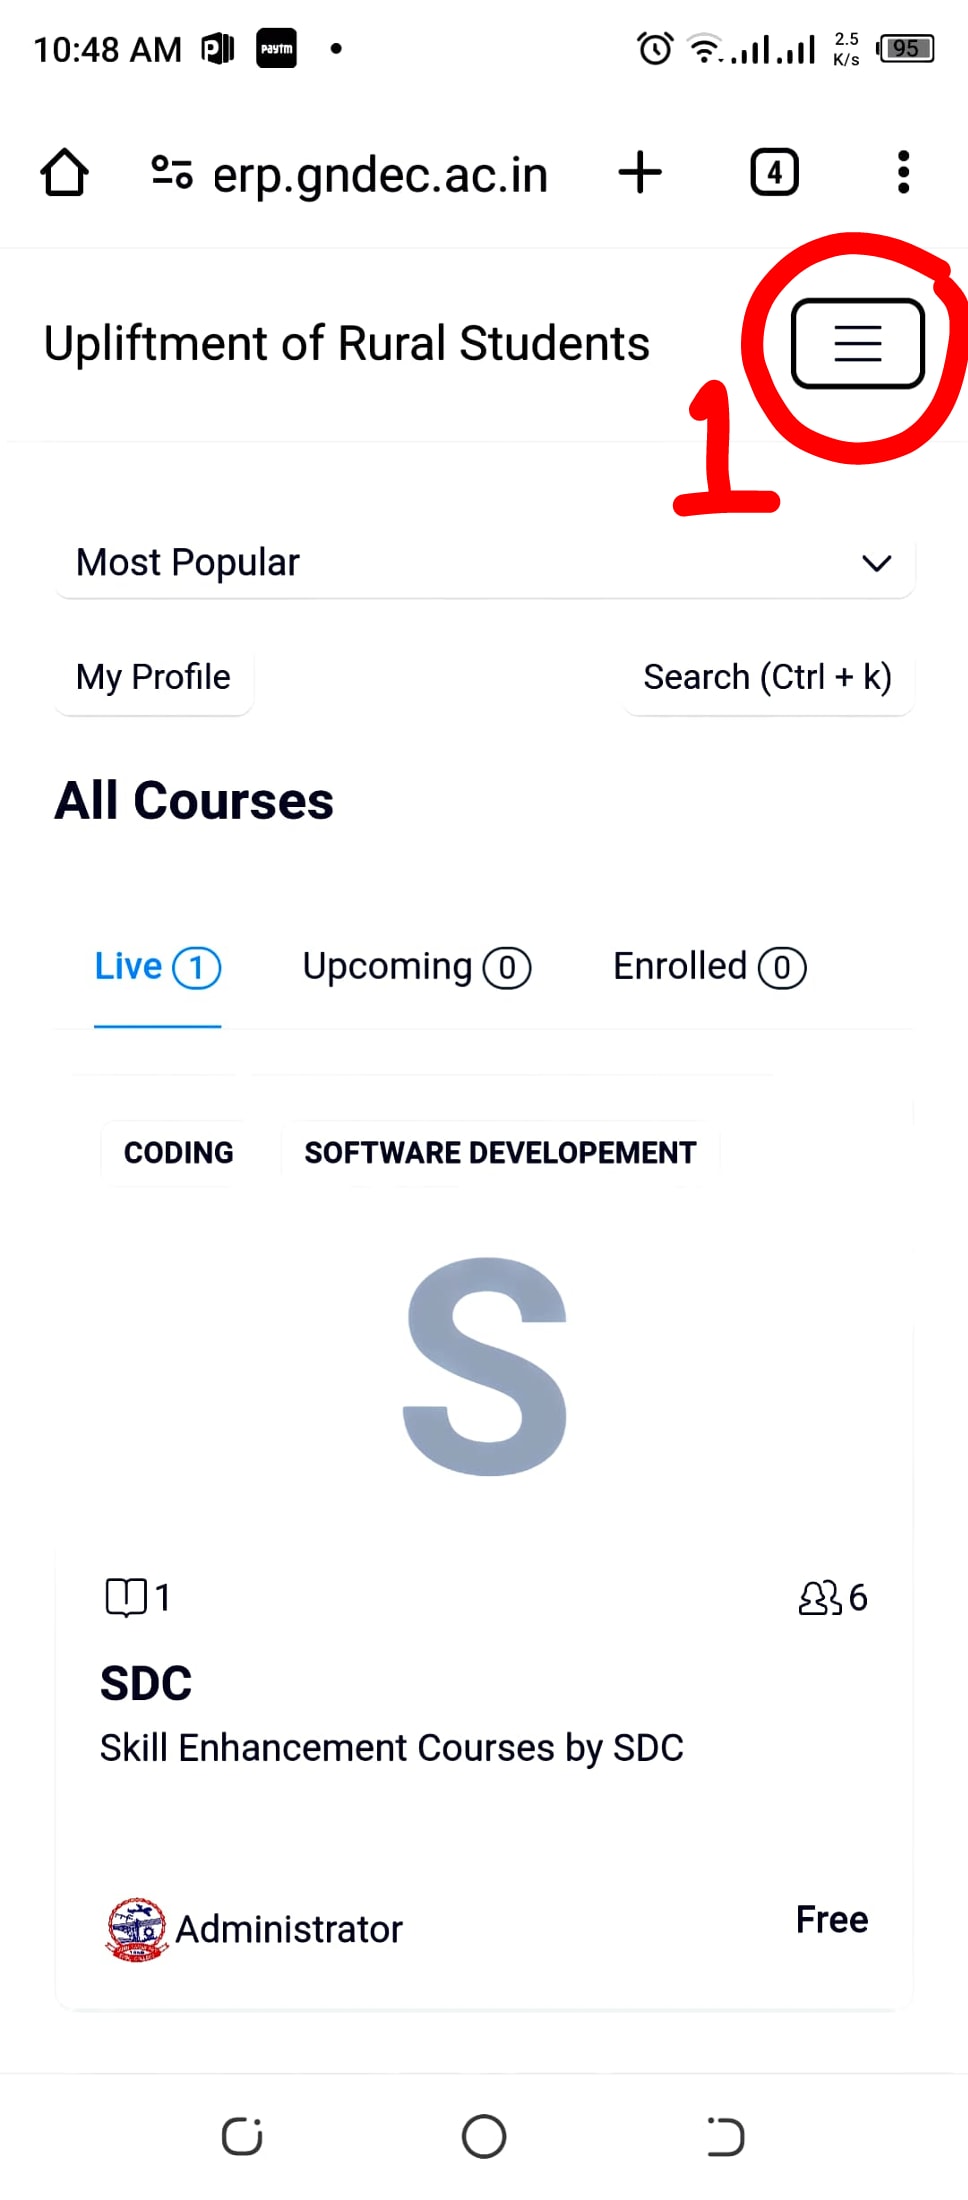 10:48 AM paytm 2.5 K/s 95
erp.gndec.ac.in 4
Upliftment of Rural Students
1
Most Popular
My Profile Search (Ctrl + k)
All Courses
Live 1 Upcoming 0 Enrolled 0
CODING SOFTWARE DEVELOPEMENT
S
1 6
SDC
Skill Enhancement Courses by SDC
Administrator Free